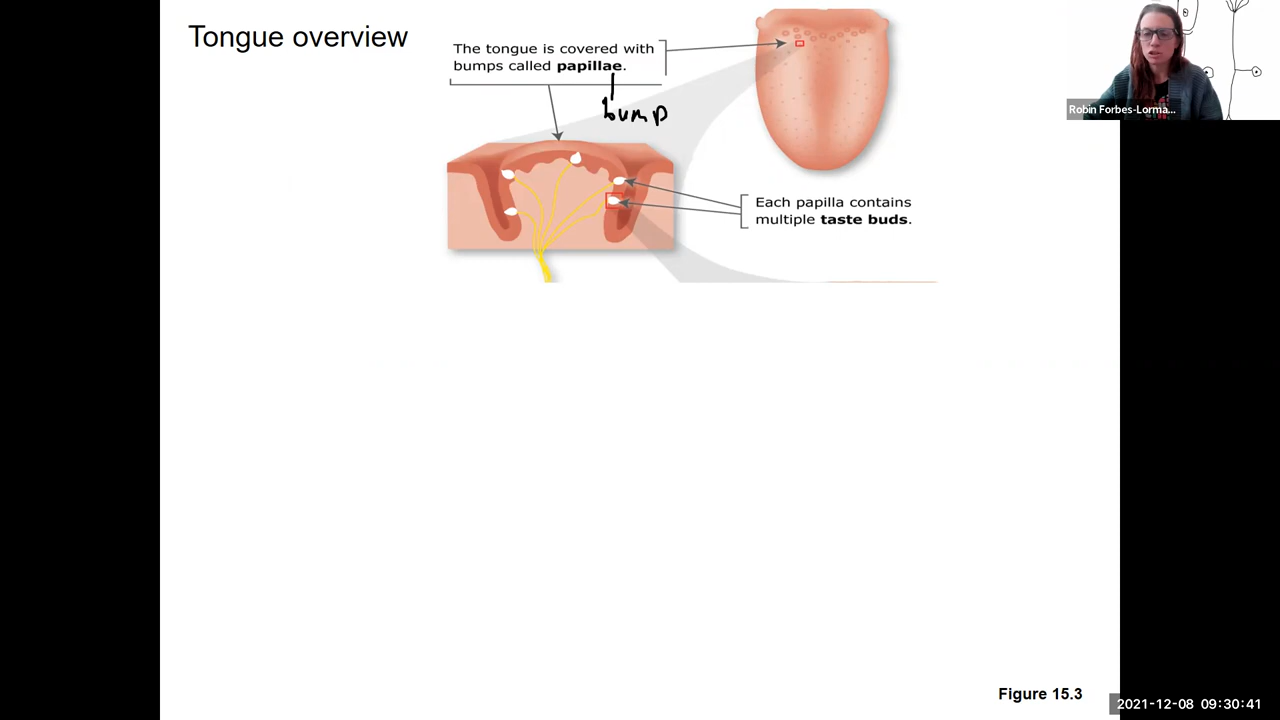 Tongue overview
The tongue is covered with
bumps called papillae.
bump
Each papilla contains
multiple taste buds.
Robin Forbes-Lorma...
Figure 15.3
2021-12-08 09:30:41